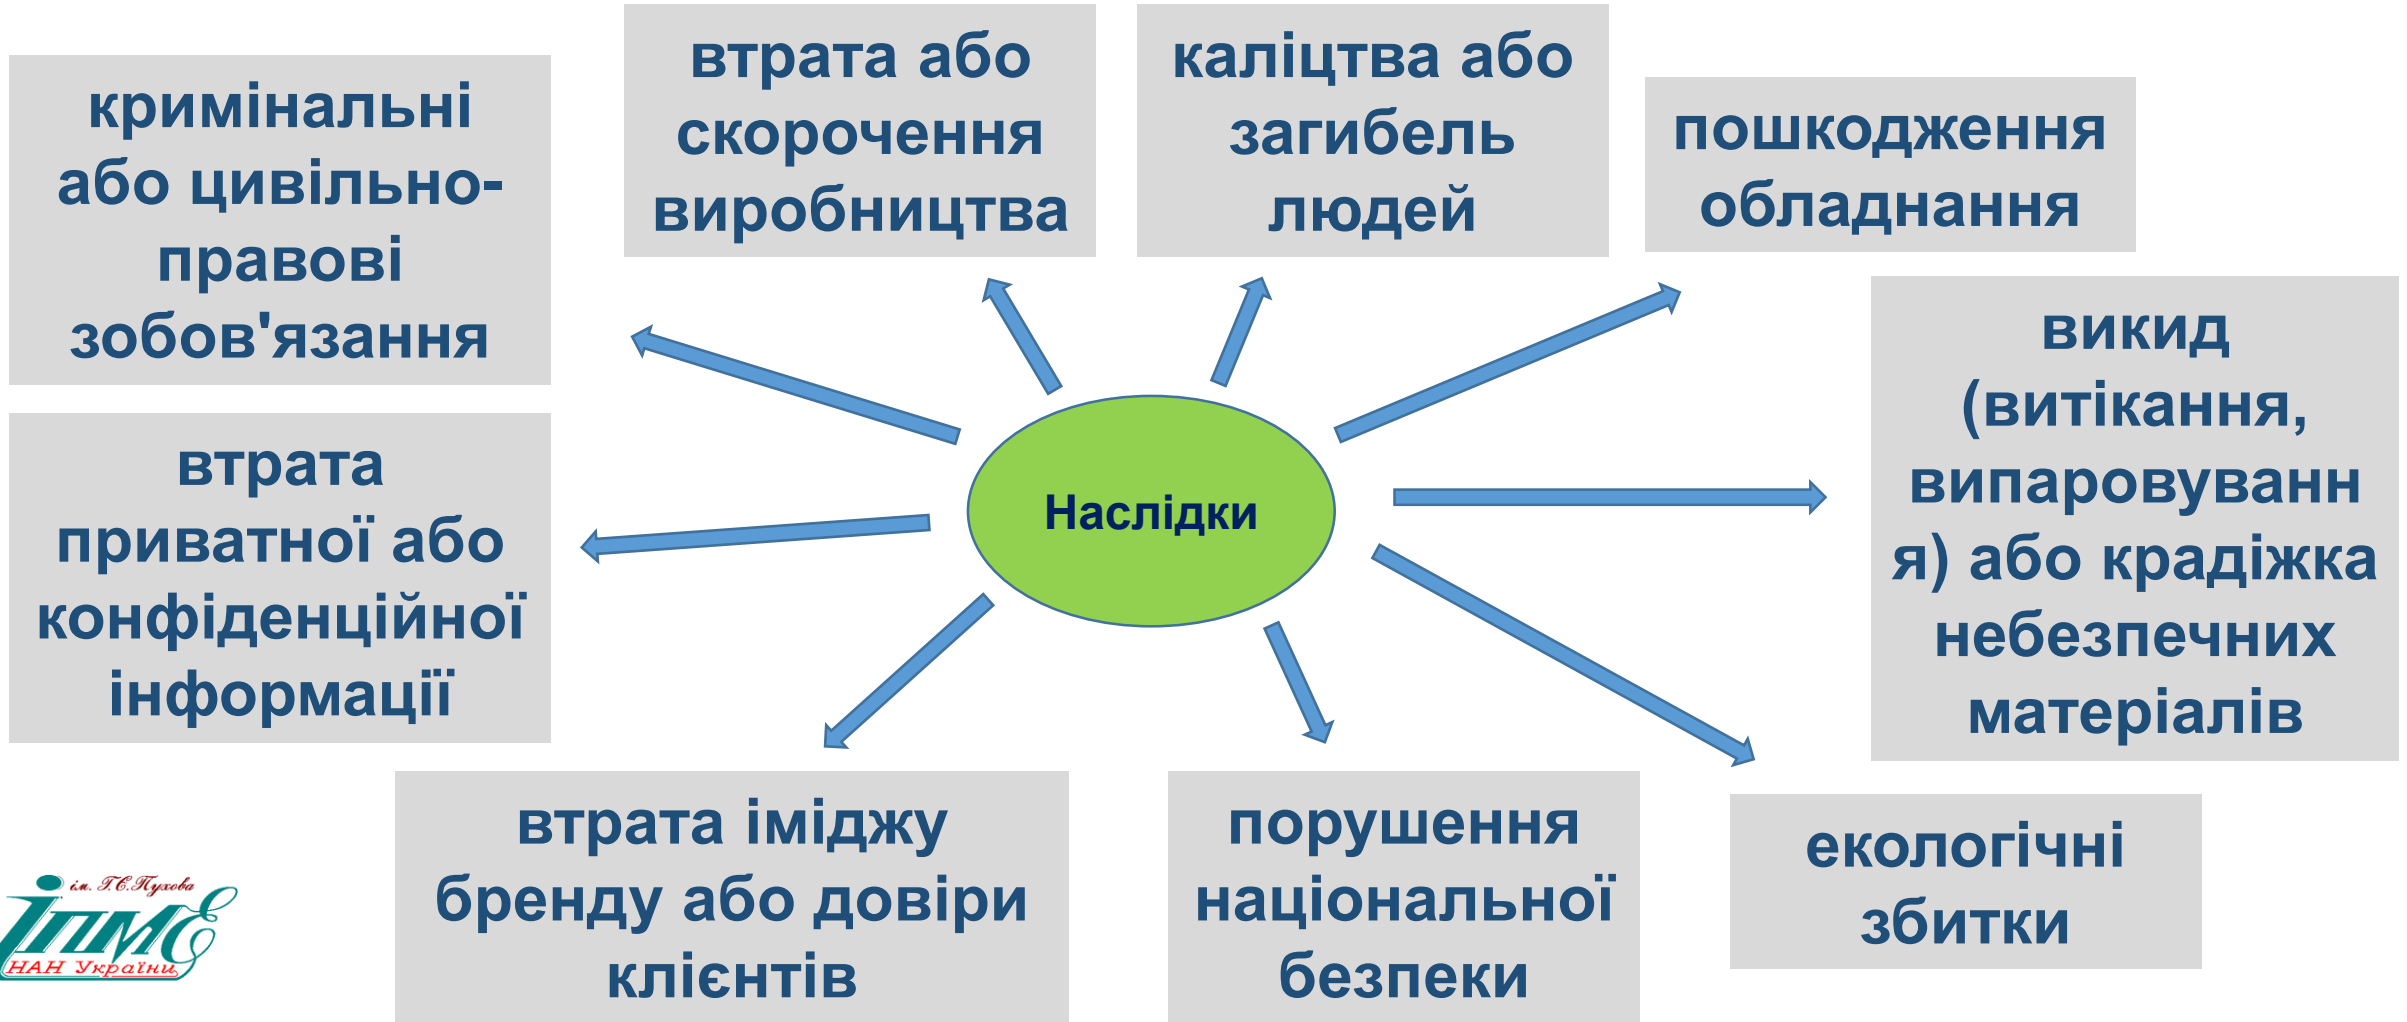 кримінальні
або цивільно-
правові
зобов'язання
втрата або
скорочення
виробництва
каліцтва або
загибель
людей
пошкодження
обладнання
викид
(витікання,
випаровуванн
я) або крадіжка
небезпечних
матеріалів
Наслідки
втрата
приватної або
конфіденційної
інформації
втрата іміджу
бренду або довіри
клієнтів
порушення
національної
безпеки
екологічні
збитки
ім. Г.Є.Пухова
ІПМЕ
НАН України